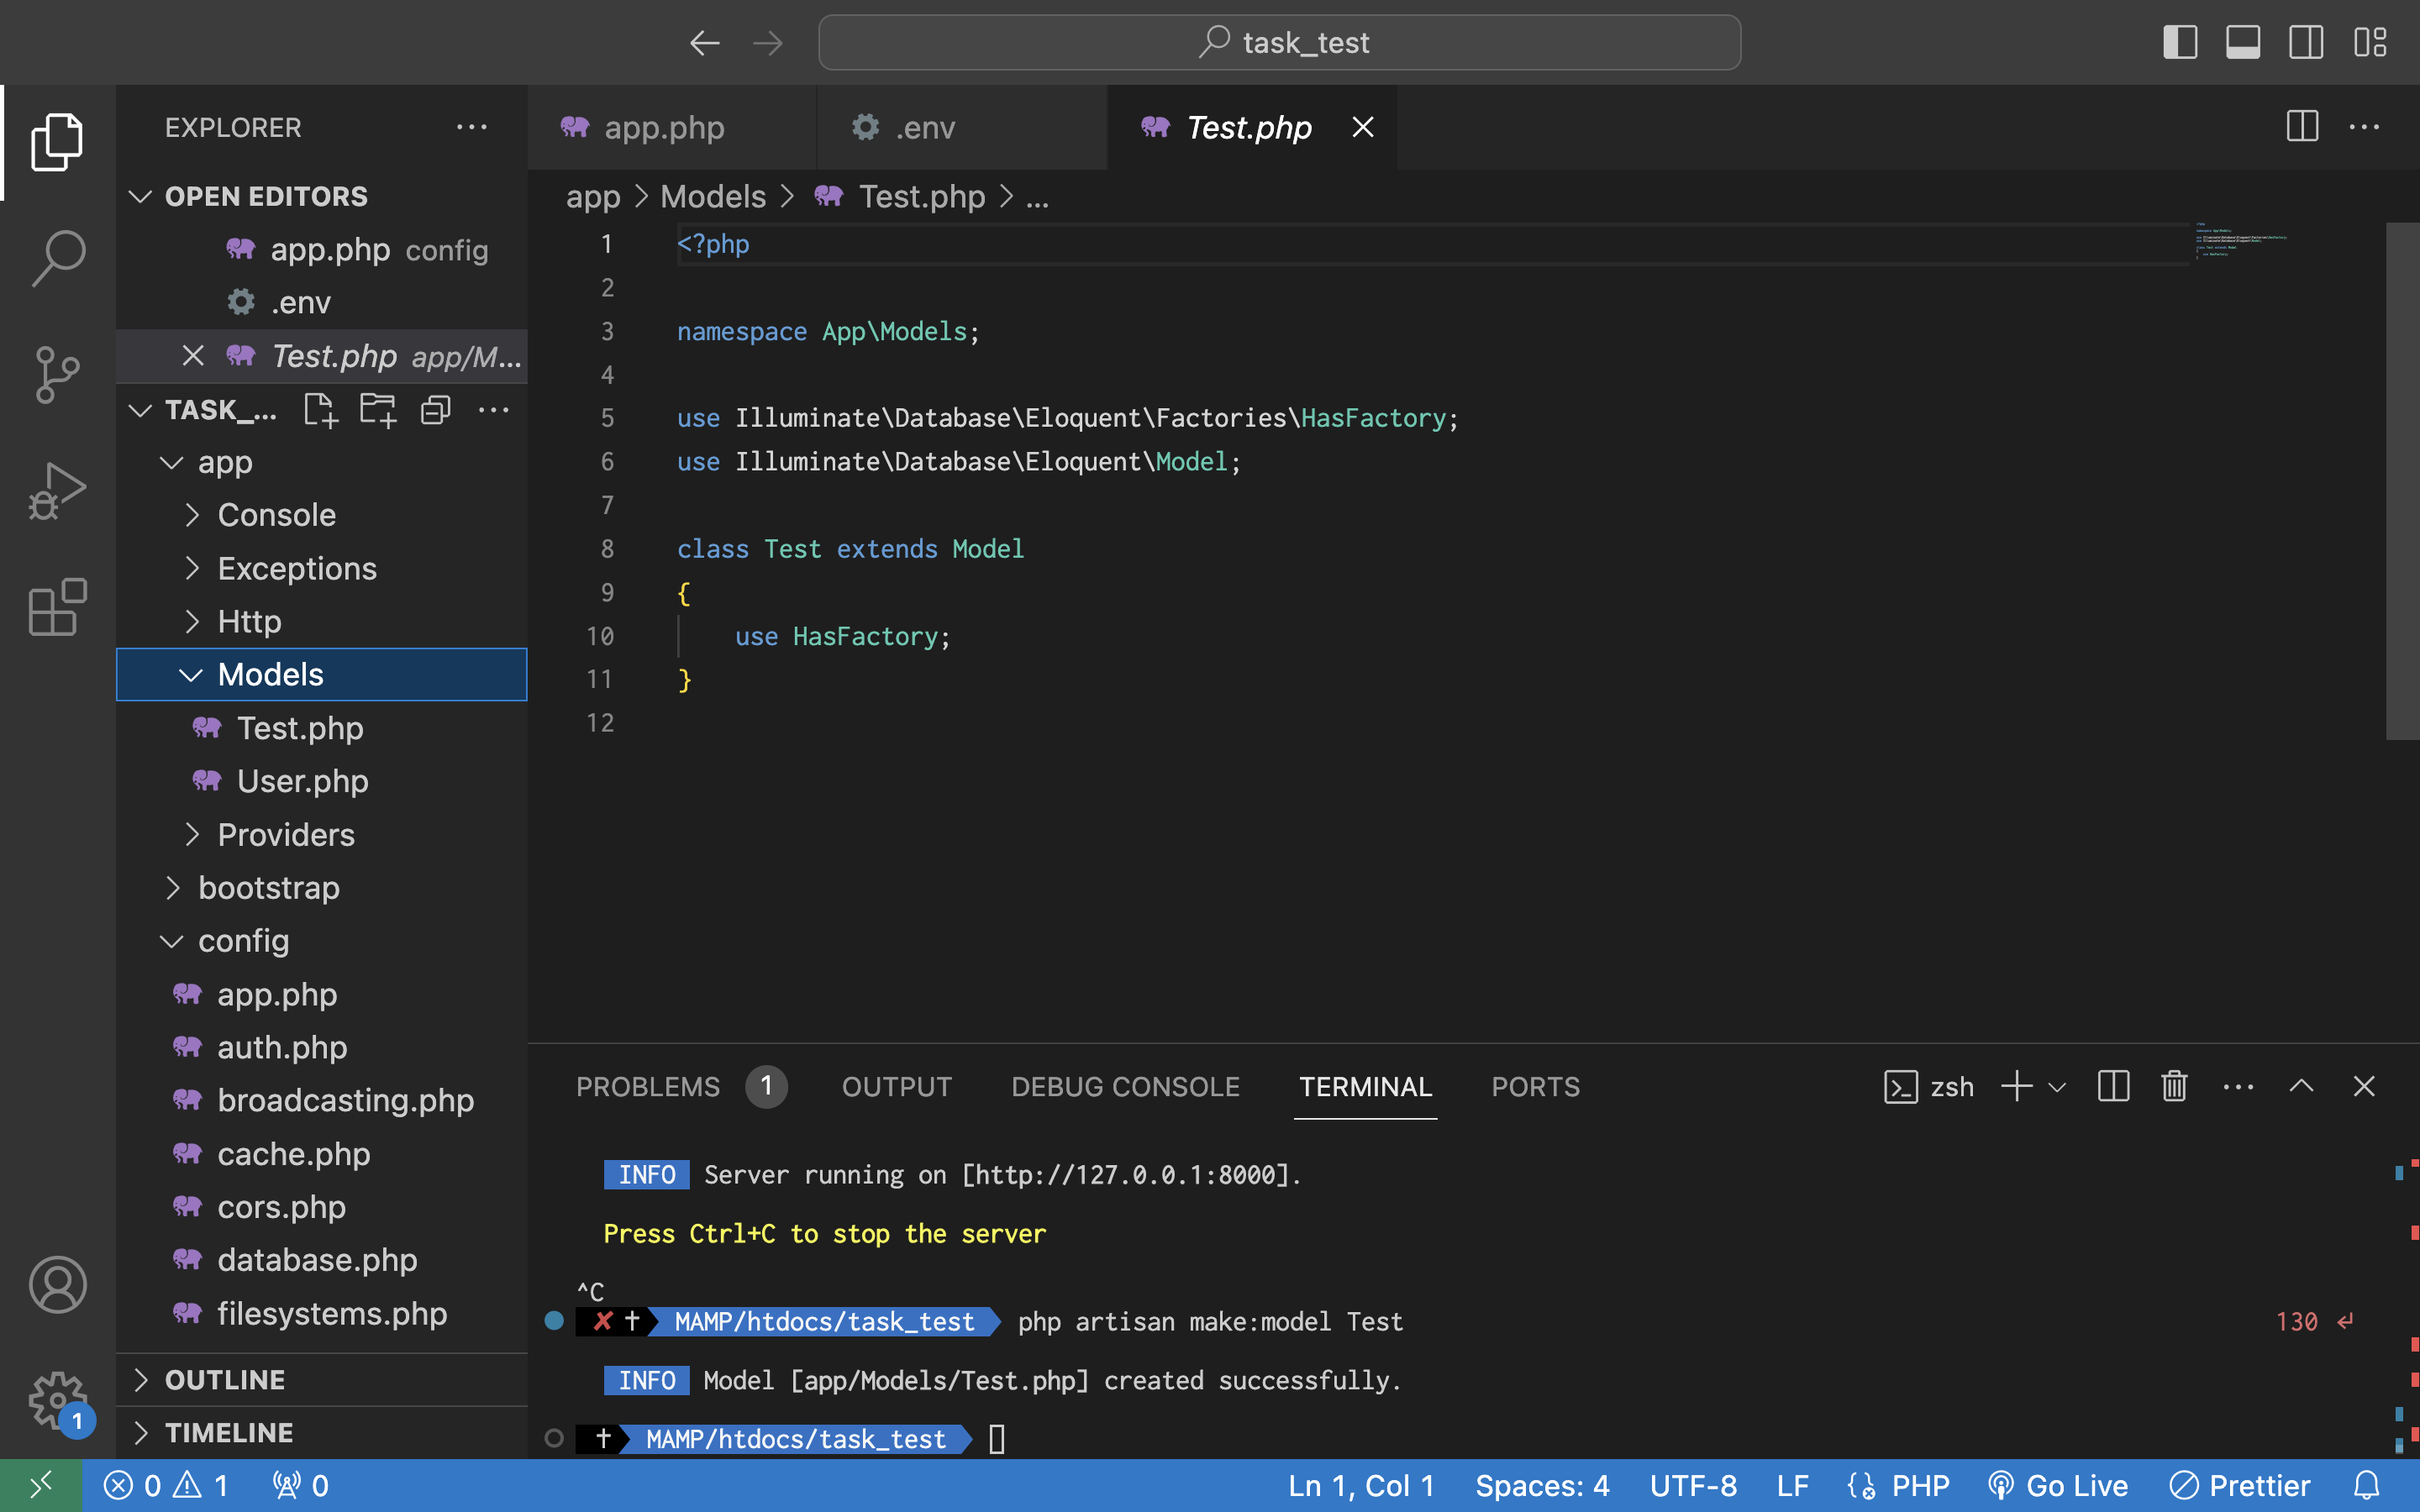 task_test
EXPLORER
OPEN EDITORS
app.php config
.env
Test.php app/M...
TASK_...
app
Console
Exceptions
Http
Models
Test.php
User.php
Providers
bootstrap
config
app.php
auth.php
broadcasting.php
cache.php
cors.php
database.php
filesystems.php
OUTLINE
TIMELINE
1
app.php
.env
Test.php
app > Models > Test.php > ...
1 <?php
2
3 namespace App\Models;
4
5 use Illuminate\Database\Eloquent\Factories\HasFactory;
6 use Illuminate\Database\Eloquent\Model;
7
8 class Test extends Model
9 {
10     use HasFactory;
11 }
12
PROBLEMS 1 OUTPUT DEBUG CONSOLE TERMINAL PORTS zsh
INFO Server running on [http://127.0.0.1:8000].
Press Ctrl+C to stop the server
^C
✘ † MAMP/htdocs/task_test php artisan make:model Test 130 ↵
INFO Model [app/Models/Test.php] created successfully.
† MAMP/htdocs/task_test
0 1 0 Ln 1, Col 1 Spaces: 4 UTF-8 LF PHP Go Live Prettier